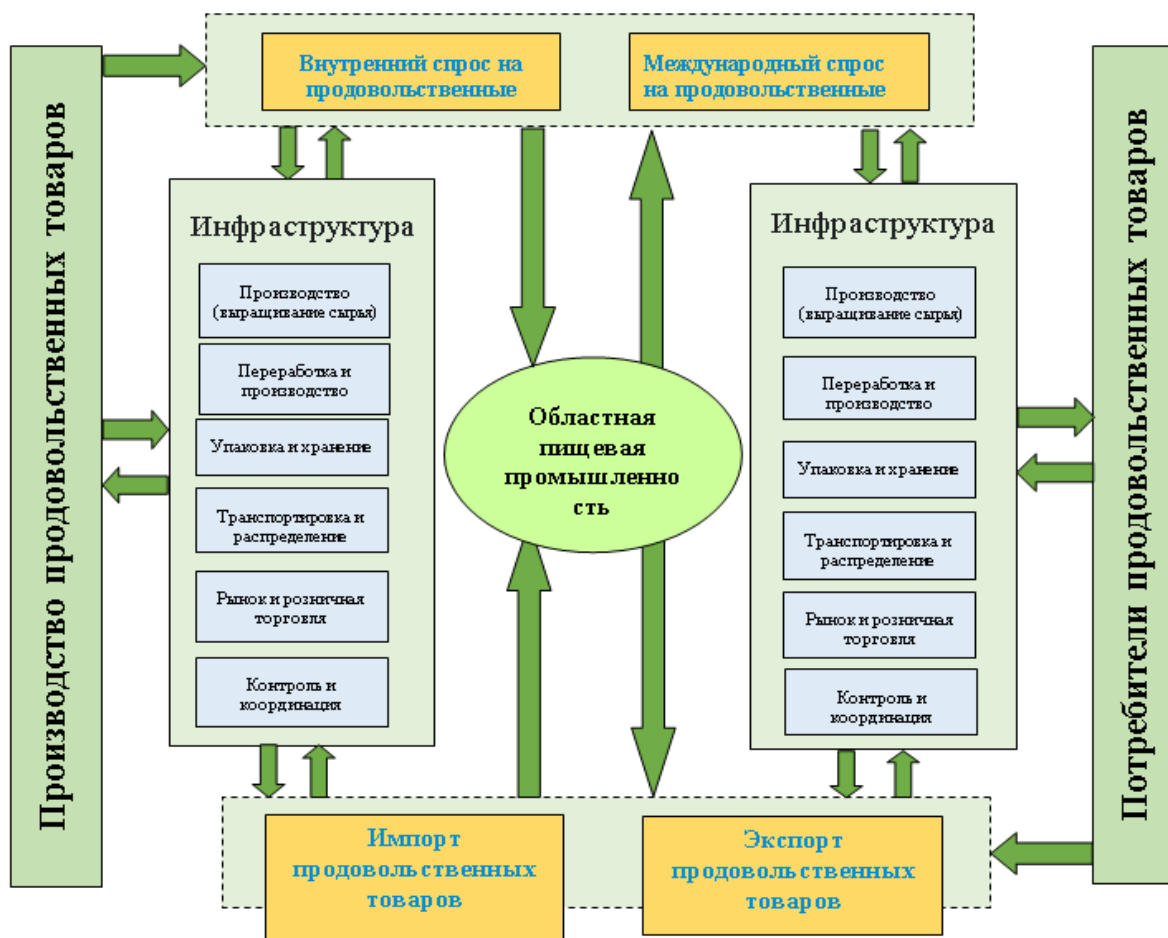 Производство продовольственных товаров
Внутренний спрос на
продовольственные
Международный спрос
на продовольственные
Инфраструктура
Производство
(выращивание сырья)
Переработка и
производство
Упаковка и хранение
Транспортировка и
распределение
Рынок и розничная
торговля
Контроль и
координация
Областная
пищевая
промышленно
сть
Инфраструктура
Производство
(выращивание сырья)
Переработка и
производство
Упаковка и хранение
Транспортировка и
распределение
Рынок и розничная
торговля
Контроль и
координация
Импорт
продовольственных
товаров
Экспорт
продовольственных
товаров
Потребители продовольственных товаров